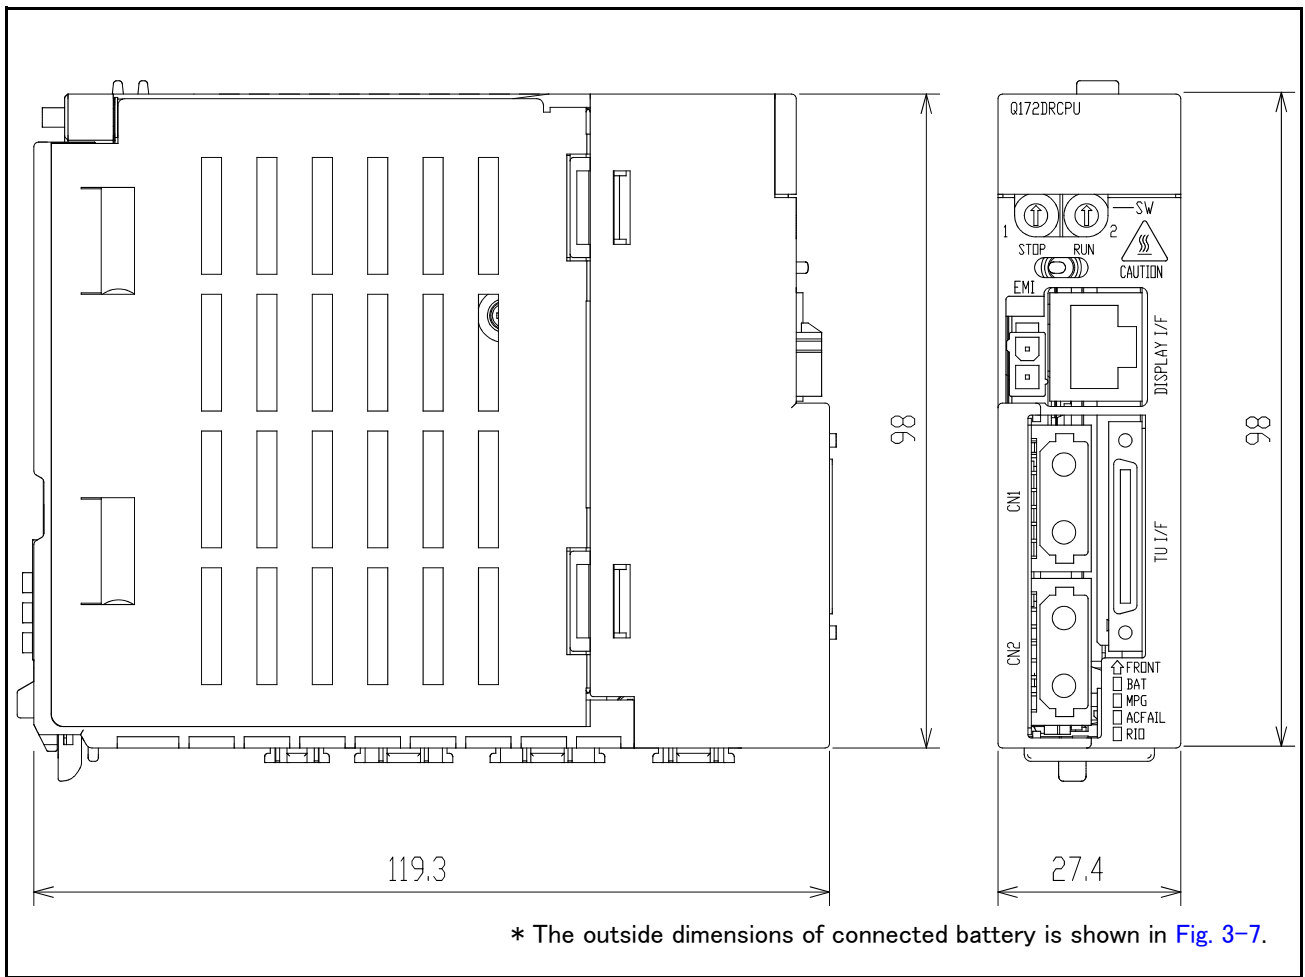 Q172DRCPU
SW
1
2
STOP
RUN
CAUTION
EMI
DISPLAY I/F
98
98
CN1
TU I/F
CN2
FRONT
BAT
MPG
ACFAIL
RIO
119.3
27.4
* The outside dimensions of connected battery is shown in Fig. 3-7.